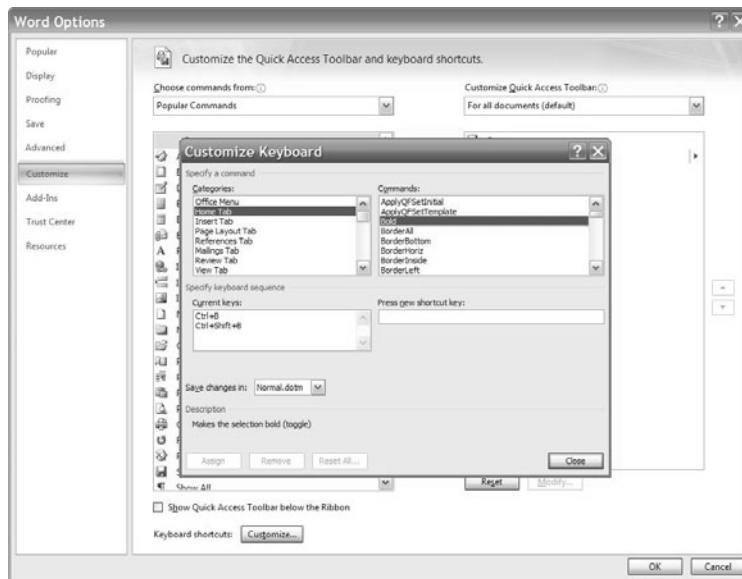 Word Options
Popular
Display
Proofing
Save
Advanced
Customize
Add-Ins
Trust Center
Resources
Customize the Quick Access Toolbar and keyboard shortcuts.
Choose commands from:
Popular Commands
Customize Quick Access Toolbar:
For all documents (default)
Customize Keyboard
Specify a command
Categories:
Office Menu
Home Tab
Insert Tab
Page Layout Tab
References Tab
Mailings Tab
Review Tab
View Tab
Commands:
ApplyQFSetInitial
ApplyQFSetTemplate
Bold
BorderAll
BorderBottom
BorderHoriz
BorderInside
BorderLeft
Specify keyboard sequence
Current keys:
Ctrl+B
Ctrl+Shift+B
Press new shortcut key:
Save changes in: Normal.dotm
Description
Makes the selection bold (toggle)
Assign Remove Reset All... Close
Show All
Reset Modify...
Show Quick Access Toolbar below the Ribbon
Keyboard shortcuts: Customize...
OK Cancel